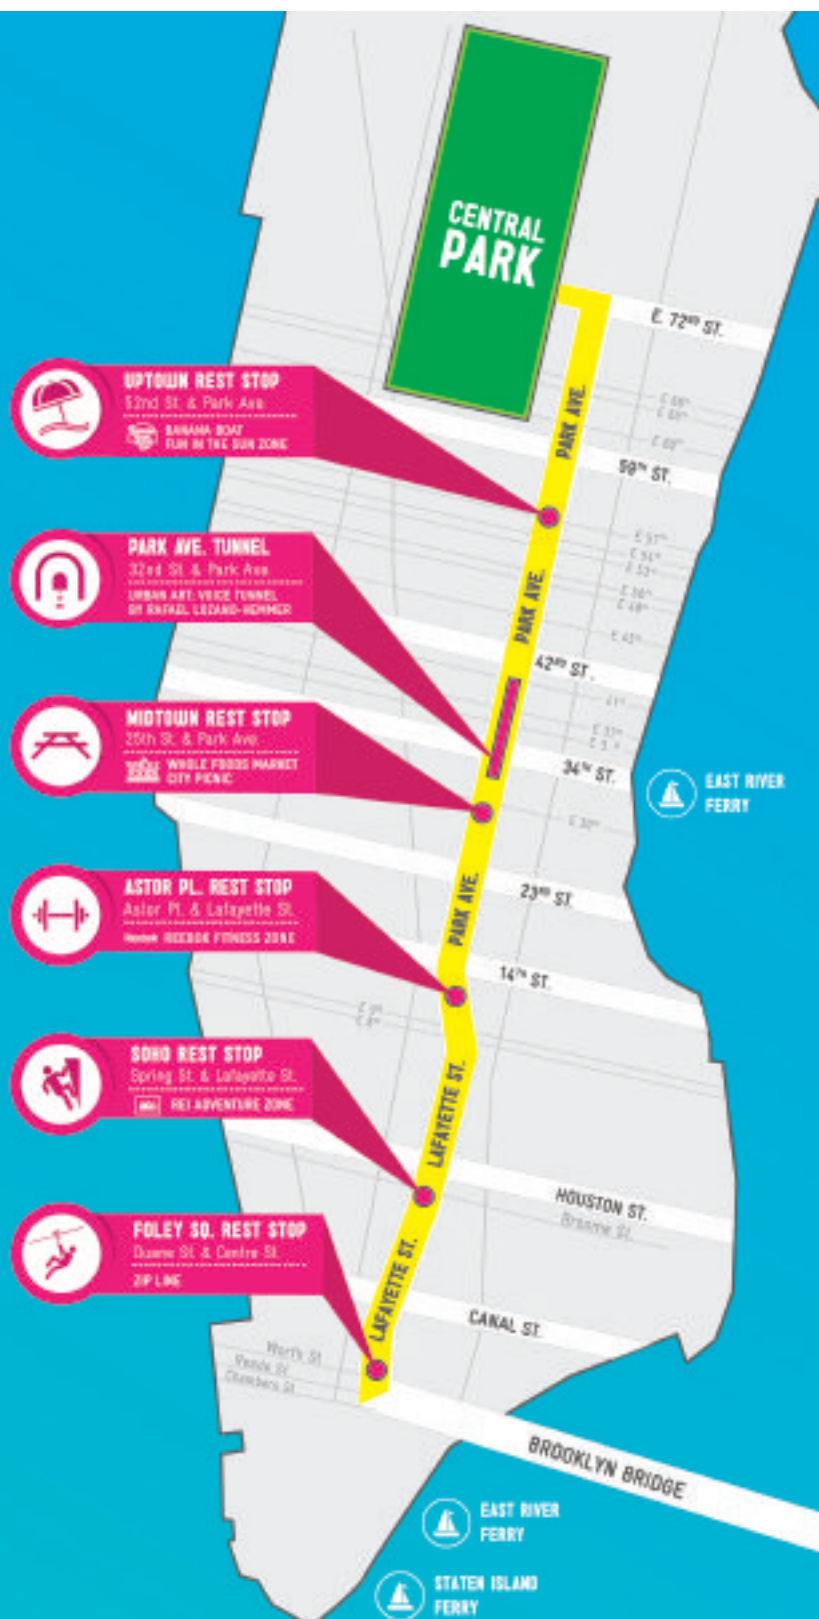 CENTRAL
PARK
E. 72ND ST.
PARK AVE.
UPTOWN REST STOP
52nd St. & Park Ave.
BANANA BOAT
FUN IN THE SUN ZONE
E 60th
59TH ST.
E 57th
PARK AVE. TUNNEL
32nd St. & Park Ave.
URBAN ART: VOICE TUNNEL
BY RAFAEL LOZANO-HEMMER
PARK AVE.
42ND ST.
MIDTOWN REST STOP
25th St. & Park Ave.
WHOLE FOODS MARKET
CITY PICNIC
34TH ST.
EAST RIVER
FERRY
E 30th
ASTOR PL. REST STOP
Astor Pl. & Lafayette St.
Reebok REEBOK FITNESS ZONE
23RD ST.
PARK AVE.
14TH ST.
SOHO REST STOP
Spring St. & Lafayette St.
REI REI ADVENTURE ZONE
LAFAYETTE ST.
HOUSTON ST.
Broome St.
FOLEY SQ. REST STOP
Duane St. & Centre St.
ZIP LINE
LAFAYETTE ST.
CANAL ST.
Worth St
Reade St
Chambers St
BROOKLYN BRIDGE
EAST RIVER
FERRY
STATEN ISLAND
FERRY